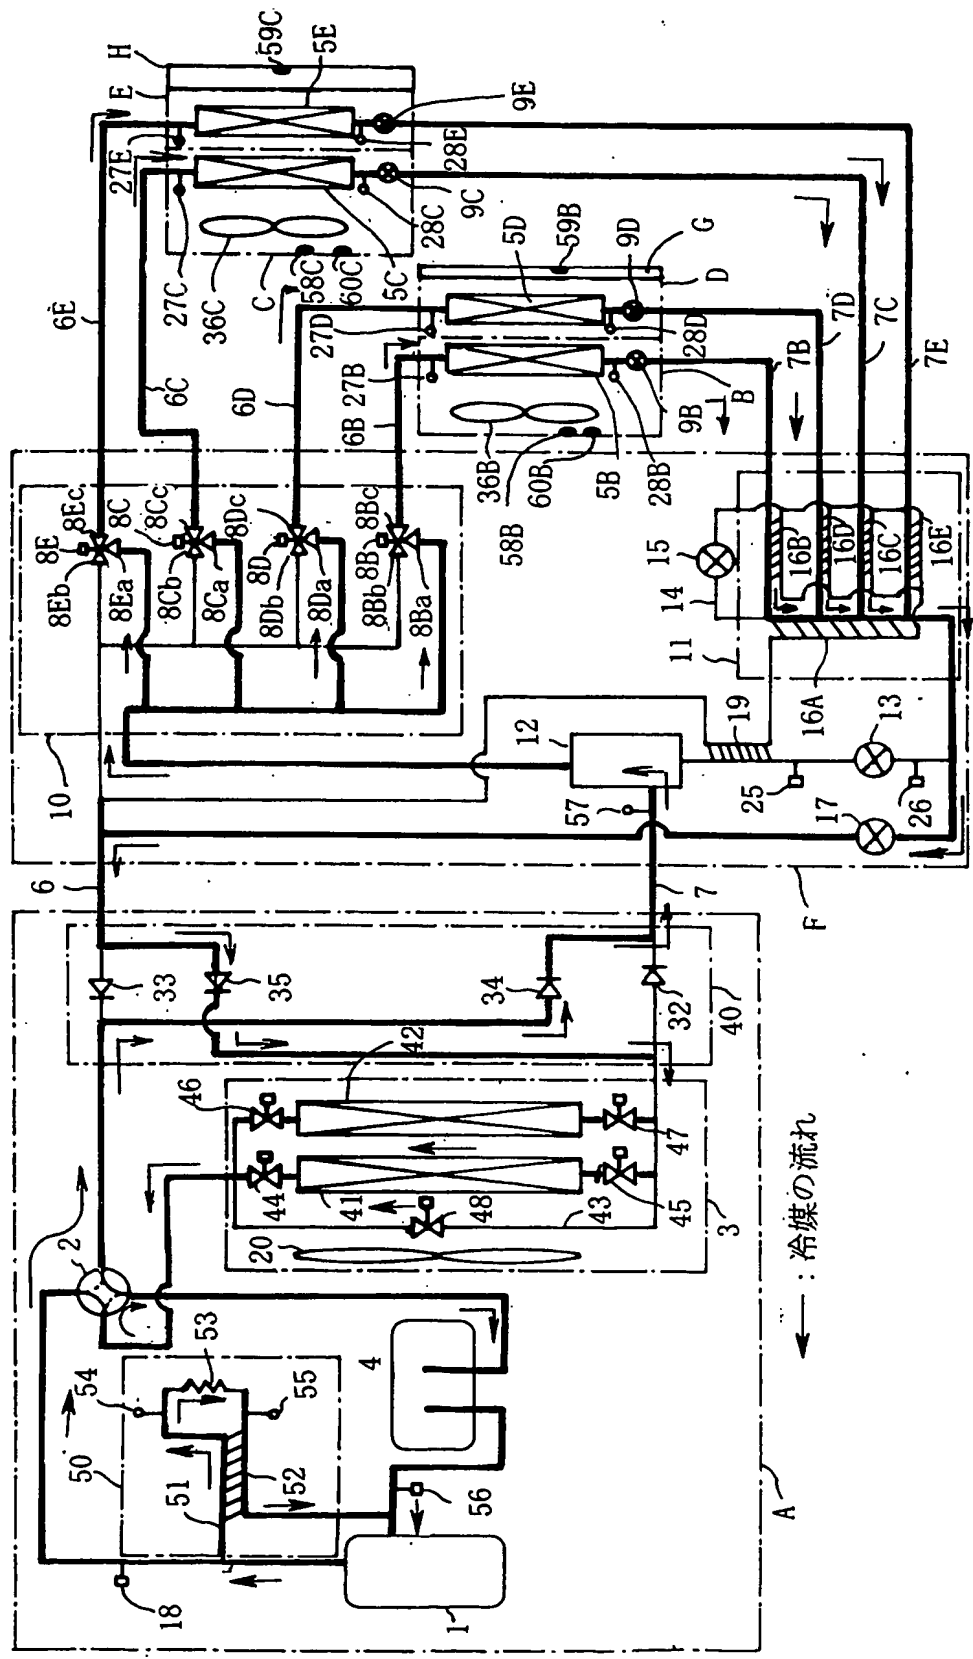 H
59C
E
5E
9E
27E
28E
9C
28C
27C
36C
C
58C
60C
5C
6E
6C
5D
59B
9D
G
D
27D
28D
7D
7C
7E
7B
B
27B
9B
6D
6B
36B
60B
58B
5B
28B
8Ec
8E
8Eb
8Ea
8C
8Cc
8Cb
8Ca
8Dc
8D
8Db
8Da
8Bc
8B
8Bb
8Ba
15
14
11
16B
16D
16C
16E
16A
10
12
19
13
25
26
17
57
6
7
F
33
35
34
32
40
42
46
47
44
41
48
43
45
3
20
2
53
54
55
50
51
52
4
56
18
1
A
:冷媒の流れ